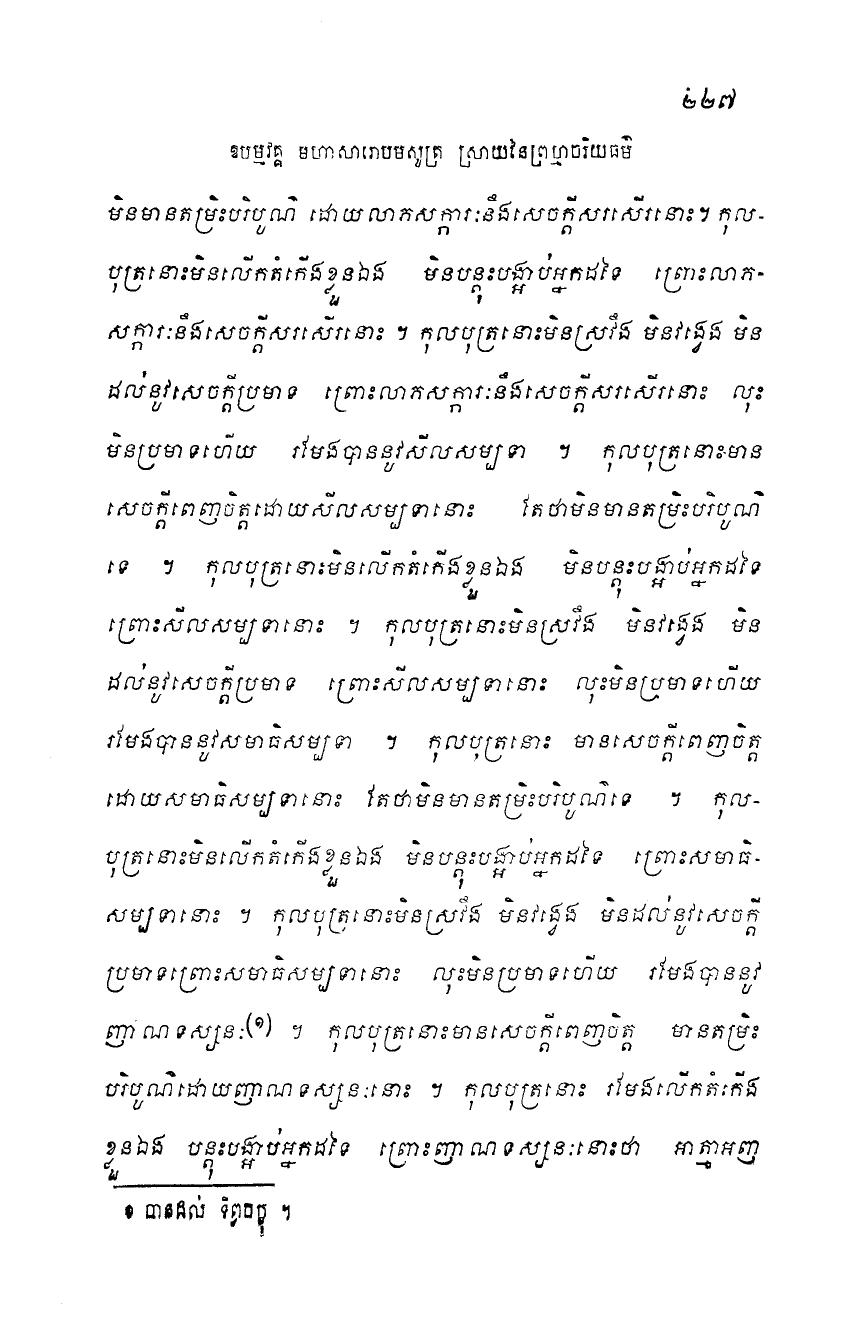 ២២៧
ឧបម្មវគ្គ មហាសារោបមសូត្រ ស្រាយនៃព្រហ្មចរិយធម៌
មិនមានតម្រិះបរិបូណ៌ ដោយលាភសក្ការៈនឹងសេចក្តីសរសើរនោះ។ កុល-
បុត្រនោះមិនលើកតំកើងខ្លួនឯង មិនបន្តុះបង្អាប់អ្នកដទៃ ព្រោះលាភ-
សក្ការៈនឹងសេចក្តីសរសើរនោះ ។ កុលបុត្រនោះមិនស្រវឹង មិនវង្វេង មិន
ដល់នូវសេចក្តីប្រមាទ ព្រោះលាភសក្ការៈនឹងសេចក្តីសរសើរនោះ លុះ
មិនប្រមាទហើយ រមែងបាននូវសីលសម្បទា ។ កុលបុត្រនោះមាន
សេចក្តីពេញចិត្តដោយសីលសម្បទានោះ តែថាមិនមានតម្រិះបរិបូណ៌
ទេ ។ កុលបុត្រនោះមិនលើកតំកើងខ្លួនឯង មិនបន្តុះបង្អាប់អ្នកដទៃ
ព្រោះសីលសម្បទានោះ ។ កុលបុត្រនោះមិនស្រវឹង មិនវង្វេង មិន
ដល់នូវសេចក្តីប្រមាទ ព្រោះសីលសម្បទានោះ លុះមិនប្រមាទហើយ
រមែងបាននូវសមាធិសម្បទា ។ កុលបុត្រនោះ មានសេចក្តីពេញចិត្ត
ដោយសមាធិសម្បទានោះ តែថាមិនមានតម្រិះបរិបូណ៌ទេ ។ កុល-
បុត្រនោះមិនលើកតំកើងខ្លួនឯង មិនបន្តុះបង្អាប់អ្នកដទៃ ព្រោះសមាធិ-
សម្បទានោះ ។ កុលបុត្រនោះមិនស្រវឹង មិនវង្វេង មិនដល់នូវសេចក្តី
ប្រមាទព្រោះសមាធិសម្បទានោះ លុះមិនប្រមាទហើយ រមែងបាននូវ
ញាណទស្សនៈ(១) ។ កុលបុត្រនោះមានសេចក្តីពេញចិត្ត មានតម្រិះ
បរិបូណ៌ដោយញាណទស្សនៈនោះ ។ កុលបុត្រនោះ រមែងលើកតំកើង
ខ្លួនឯង បន្តុះបង្អាប់អ្នកដទៃ ព្រោះញាណទស្សនៈនោះថា អាត្មាអញ
១ បានដល់ ទិព្វចក្ខុ ។